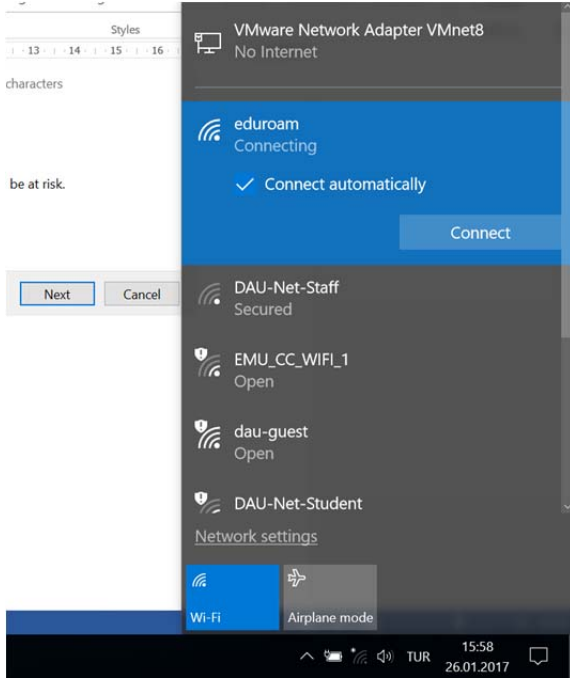 Styles
13 14 15 16
characters
be at risk.
Next Cancel
VMware Network Adapter VMnet8
No Internet
eduroam
Connecting
Connect automatically
Connect
DAU-Net-Staff
Secured
EMU_CC_WIFI_1
Open
dau-guest
Open
DAU-Net-Student
Network settings
Wi-Fi Airplane mode
TUR 15:58
26.01.2017